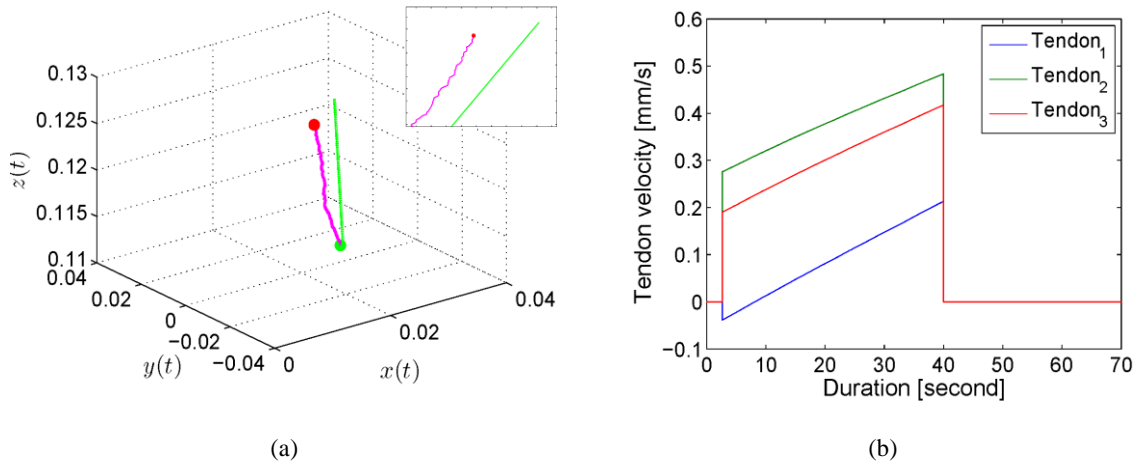 0.13
0.125
0.12
0.115
0.11
z(t)
0.04
0.02
0
−0.02
−0.04
y(t)
0
0.02
0.04
x(t)
(a)
0.6
0.5
0.4
0.3
0.2
0.1
0
−0.1
Tendon velocity [mm/s]
Tendon1
Tendon2
Tendon3
0 10 20 30 40 50 60 70
Duration [second]
(b)